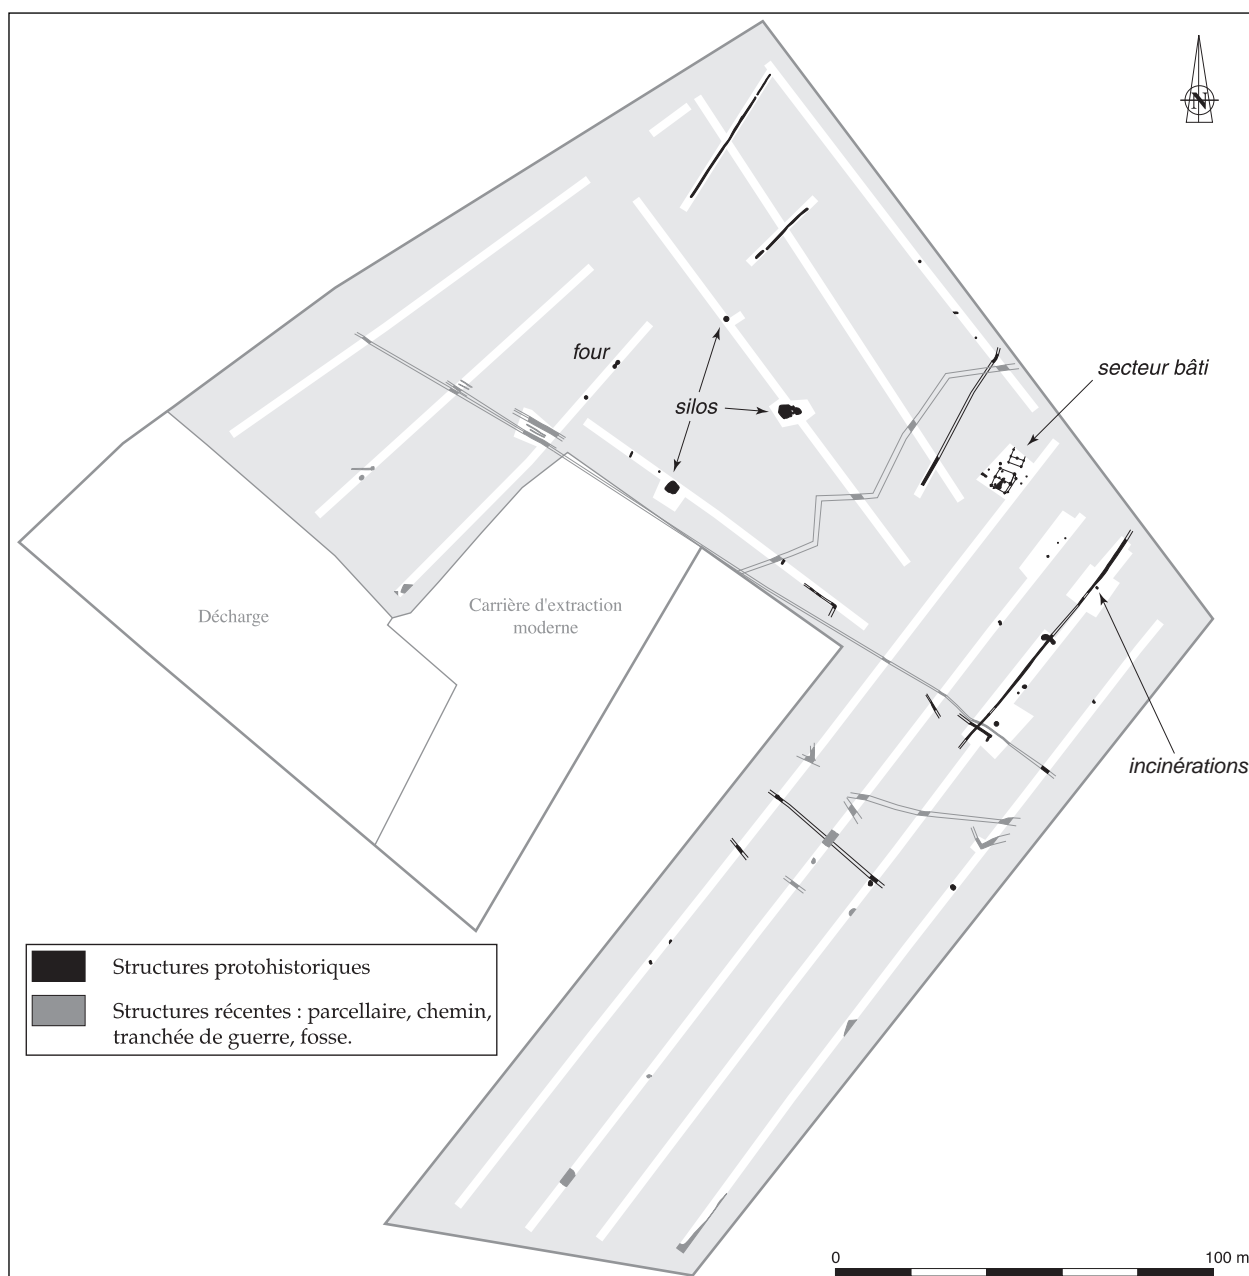 N
four
silos
secteur bâti
Décharge
Carrière d'extraction
moderne
incinérations
Structures protohistoriques
Structures récentes : parcellaire, chemin,
tranchée de guerre, fosse.
0
100 m